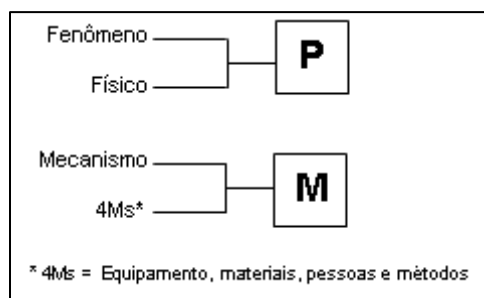 Fenômeno
P
Físico
Mecanismo
M
4Ms*
* 4Ms = Equipamento, materiais, pessoas e métodos